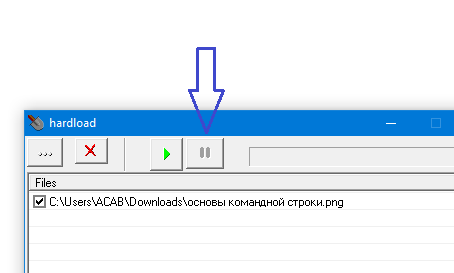 hardload
...
Files
C:\Users\ACAB\Downloads\основы командной строки.png